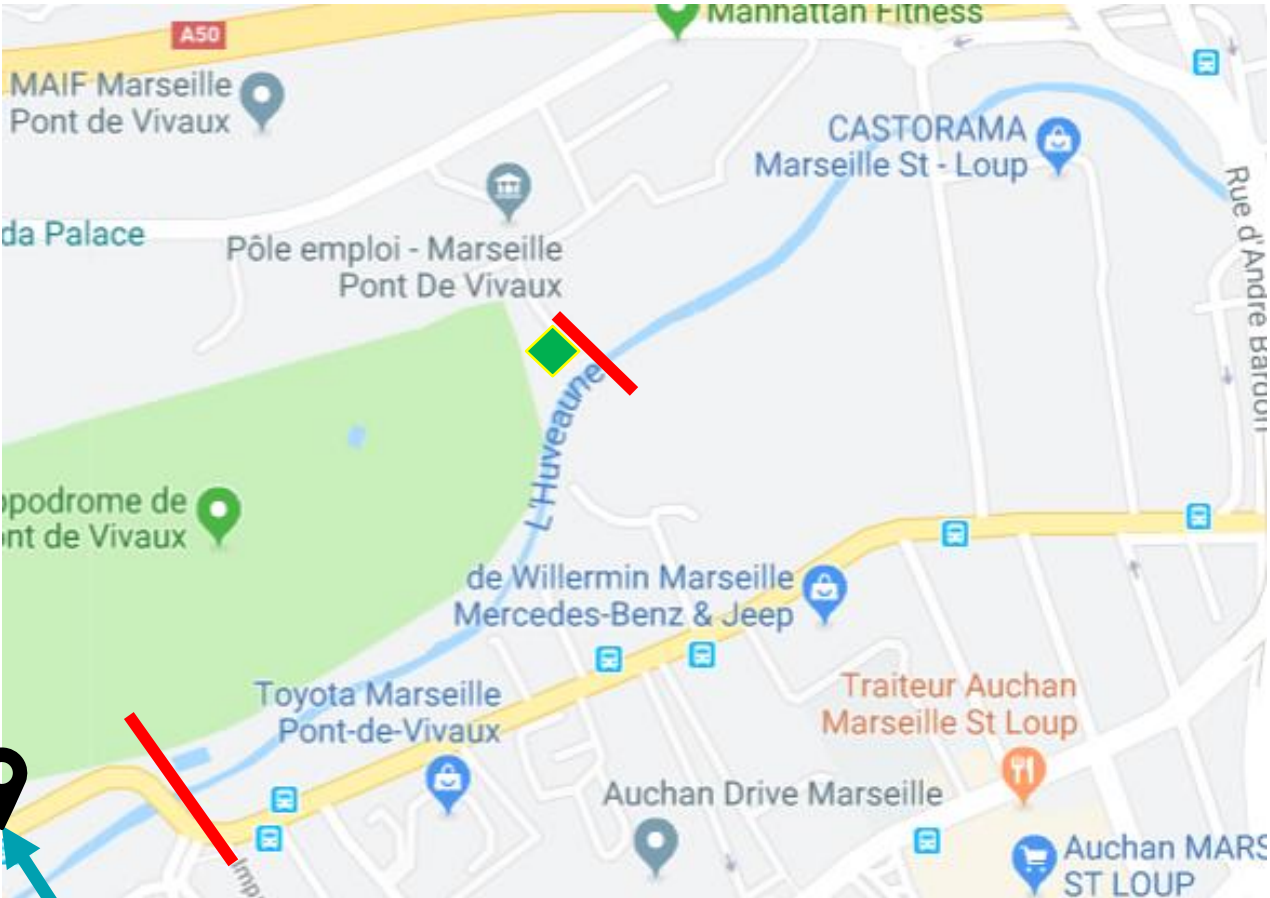 Manhattan Fitness
A50
MAIF Marseille
Pont de Vivaux
CASTORAMA
Marseille St - Loup
da Palace
Pôle emploi - Marseille
Pont De Vivaux
Rue d'André Bardon
L'Huveaune
opodrome de
ont de Vivaux
de Willermin Marseille
Mercedes-Benz & Jeep
Toyota Marseille
Pont-de-Vivaux
Traiteur Auchan
Marseille St Loup
Auchan Drive Marseille
Auchan MARS
ST LOUP
Imp